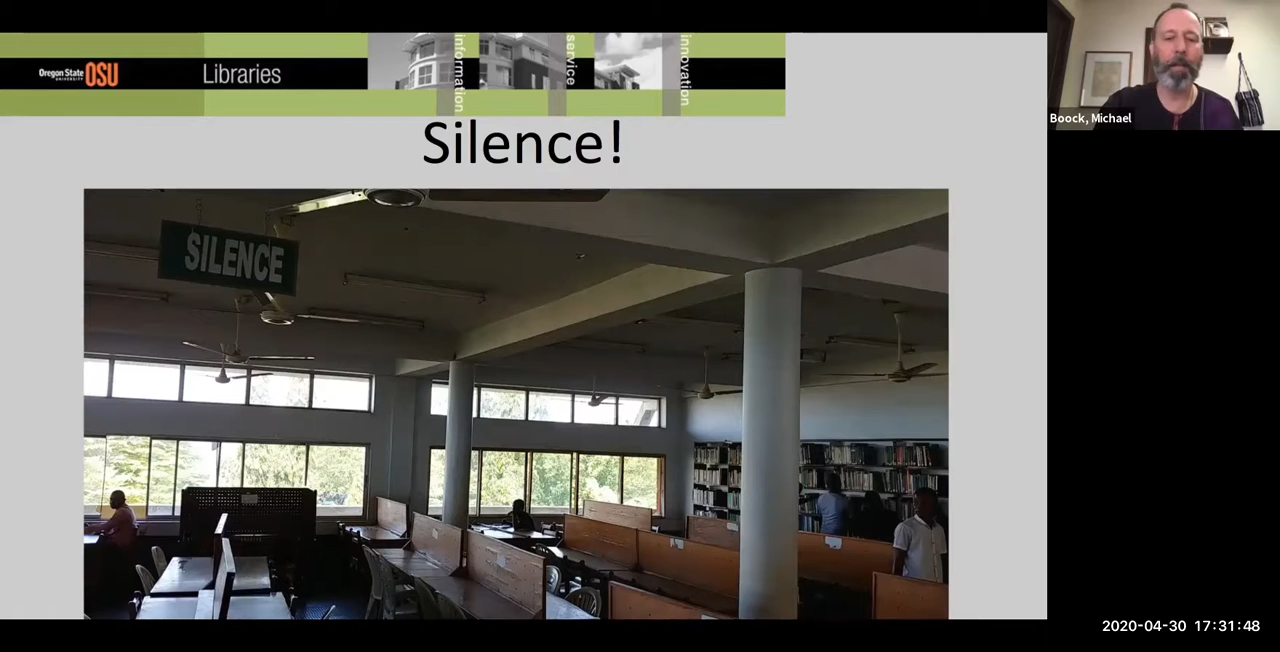 Oregon State
UNIVERSITY
OSU
Libraries
information
service
innovation
Silence!
SILENCE
Boock, Michael
2020-04-30 17:31:48